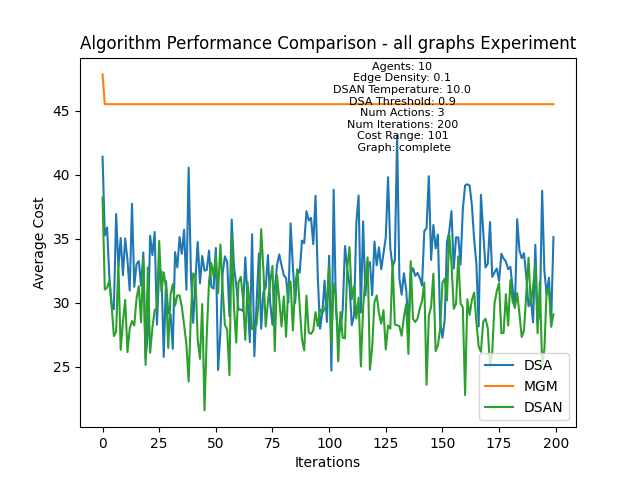 Algorithm Performance Comparison - all graphs Experiment
Agents: 10
Edge Density: 0.1
DSAN Temperature: 10.0
DSA Threshold: 0.9
Num Actions: 3
Num Iterations: 200
Cost Range: 101
Graph: complete
Average Cost
45
40
35
30
25
0
25
50
75
100
125
150
175
200
Iterations
DSA
MGM
DSAN